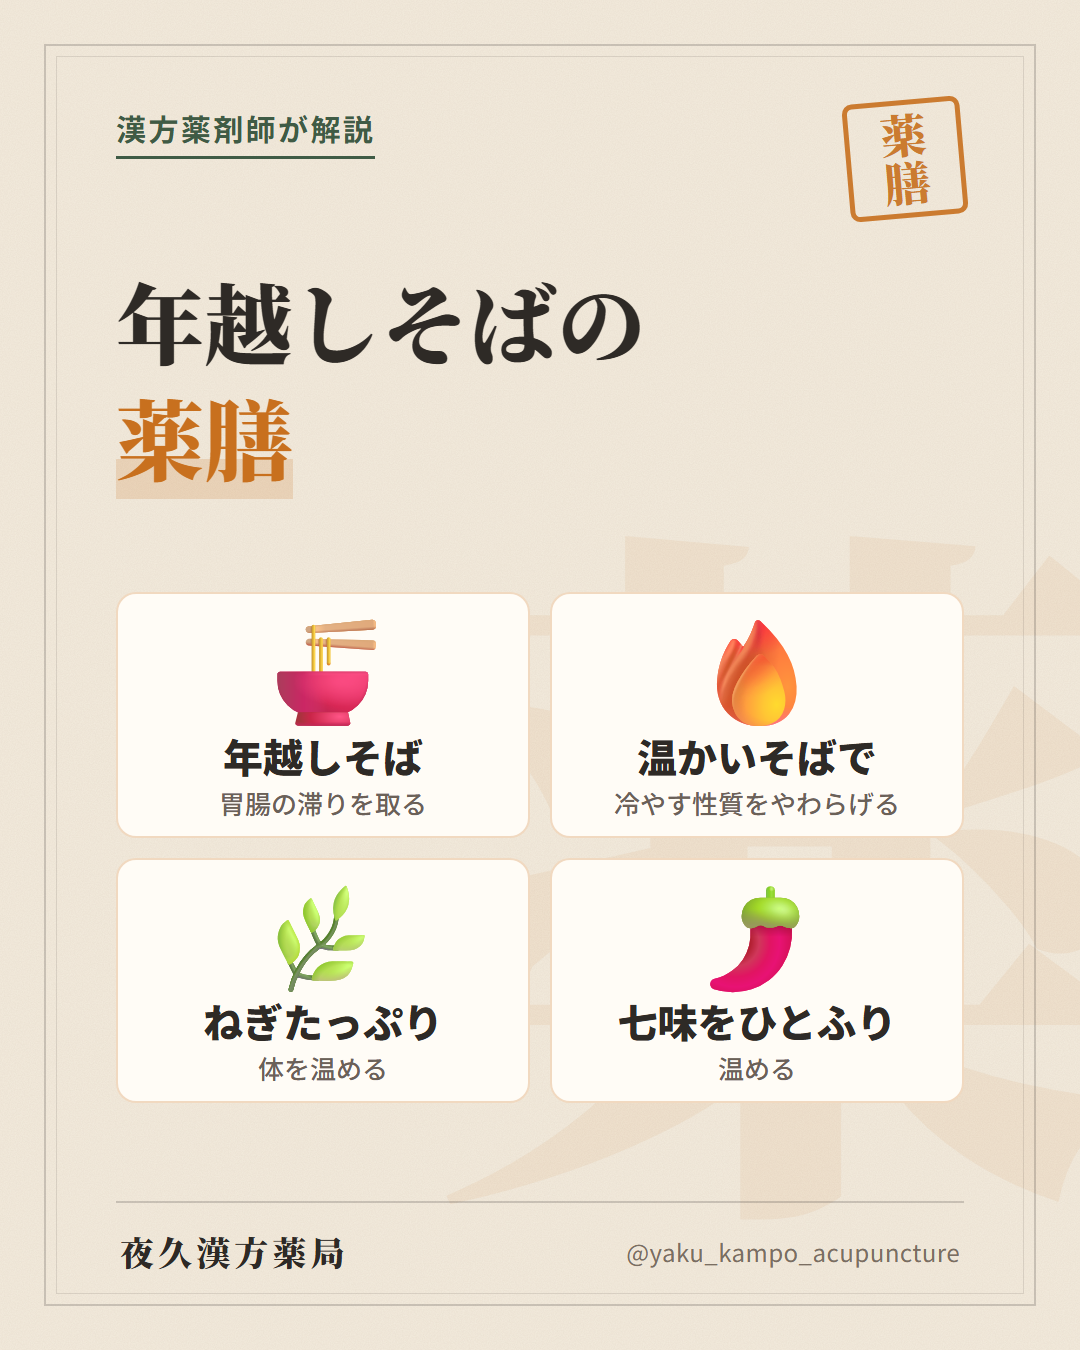 漢方薬剤師が解説
薬
膳
年越しそばの
薬膳
年越しそば
胃腸の滞りを取る
温かいそばで
冷やす性質をやわらげる
ねぎたっぷり
体を温める
七味をひとふり
温める
夜久漢方薬局
@yaku_kampo_acupuncture